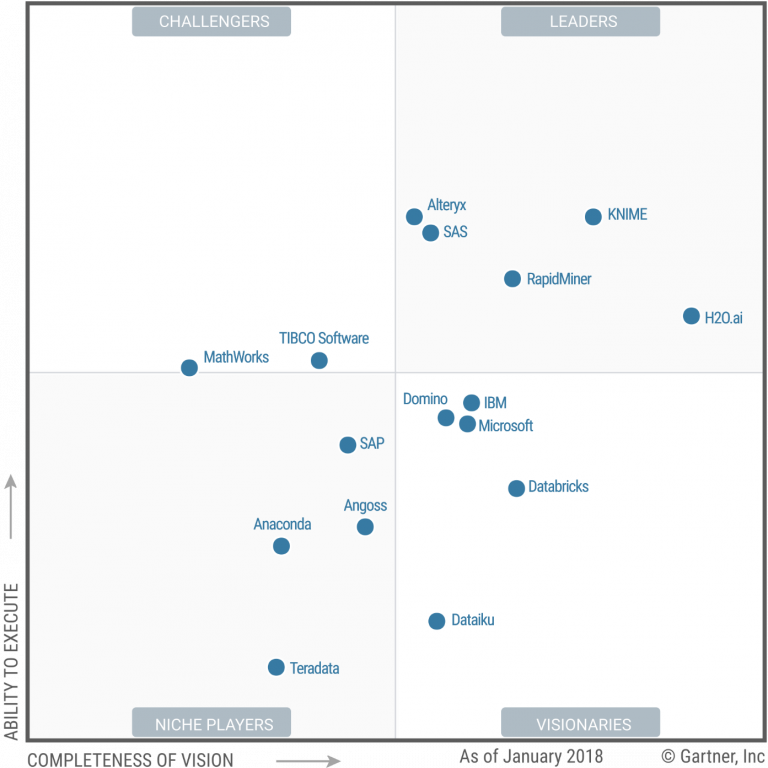 CHALLENGERS
LEADERS
Alteryx
KNIME
SAS
RapidMiner
H2O.ai
TIBCO Software
MathWorks
Domino
IBM
Microsoft
SAP
Databricks
Angoss
Anaconda
Dataiku
Teradata
NICHE PLAYERS
VISIONARIES
ABILITY TO EXECUTE
COMPLETENESS OF VISION
As of January 2018
© Gartner, Inc